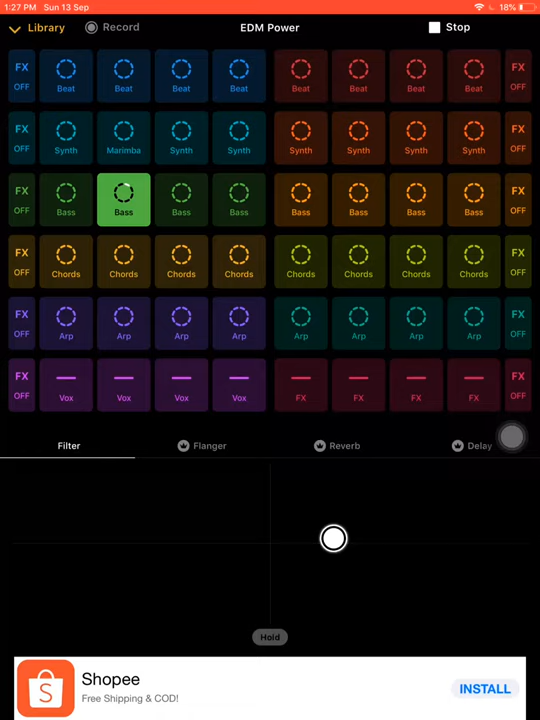 1:27 PM Sun 13 Sep 18%
Library Record EDM Power Stop
FX OFF Beat Beat Beat Beat Beat Beat Beat Beat FX OFF
FX OFF Synth Marimba Synth Synth Synth Synth Synth Synth FX OFF
FX OFF Bass Bass Bass Bass Bass Bass Bass Bass FX OFF
FX OFF Chords Chords Chords Chords Chords Chords Chords Chords FX OFF
FX OFF Arp Arp Arp Arp Arp Arp Arp Arp FX OFF
FX OFF Vox Vox Vox Vox FX FX FX FX FX OFF
Filter Flanger Reverb Delay
Hold
Shopee
Free Shipping & COD!
INSTALL